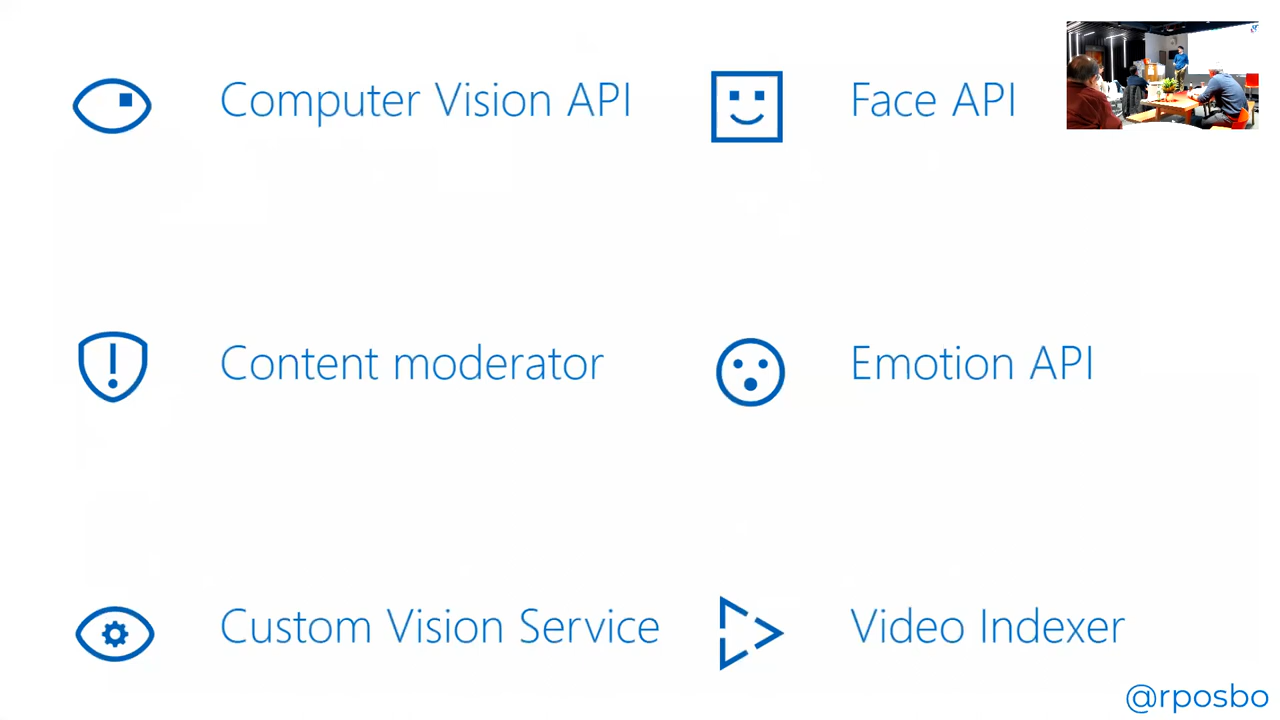 Computer Vision API
Face API
Content moderator
Emotion API
Custom Vision Service
Video Indexer
@rposbo